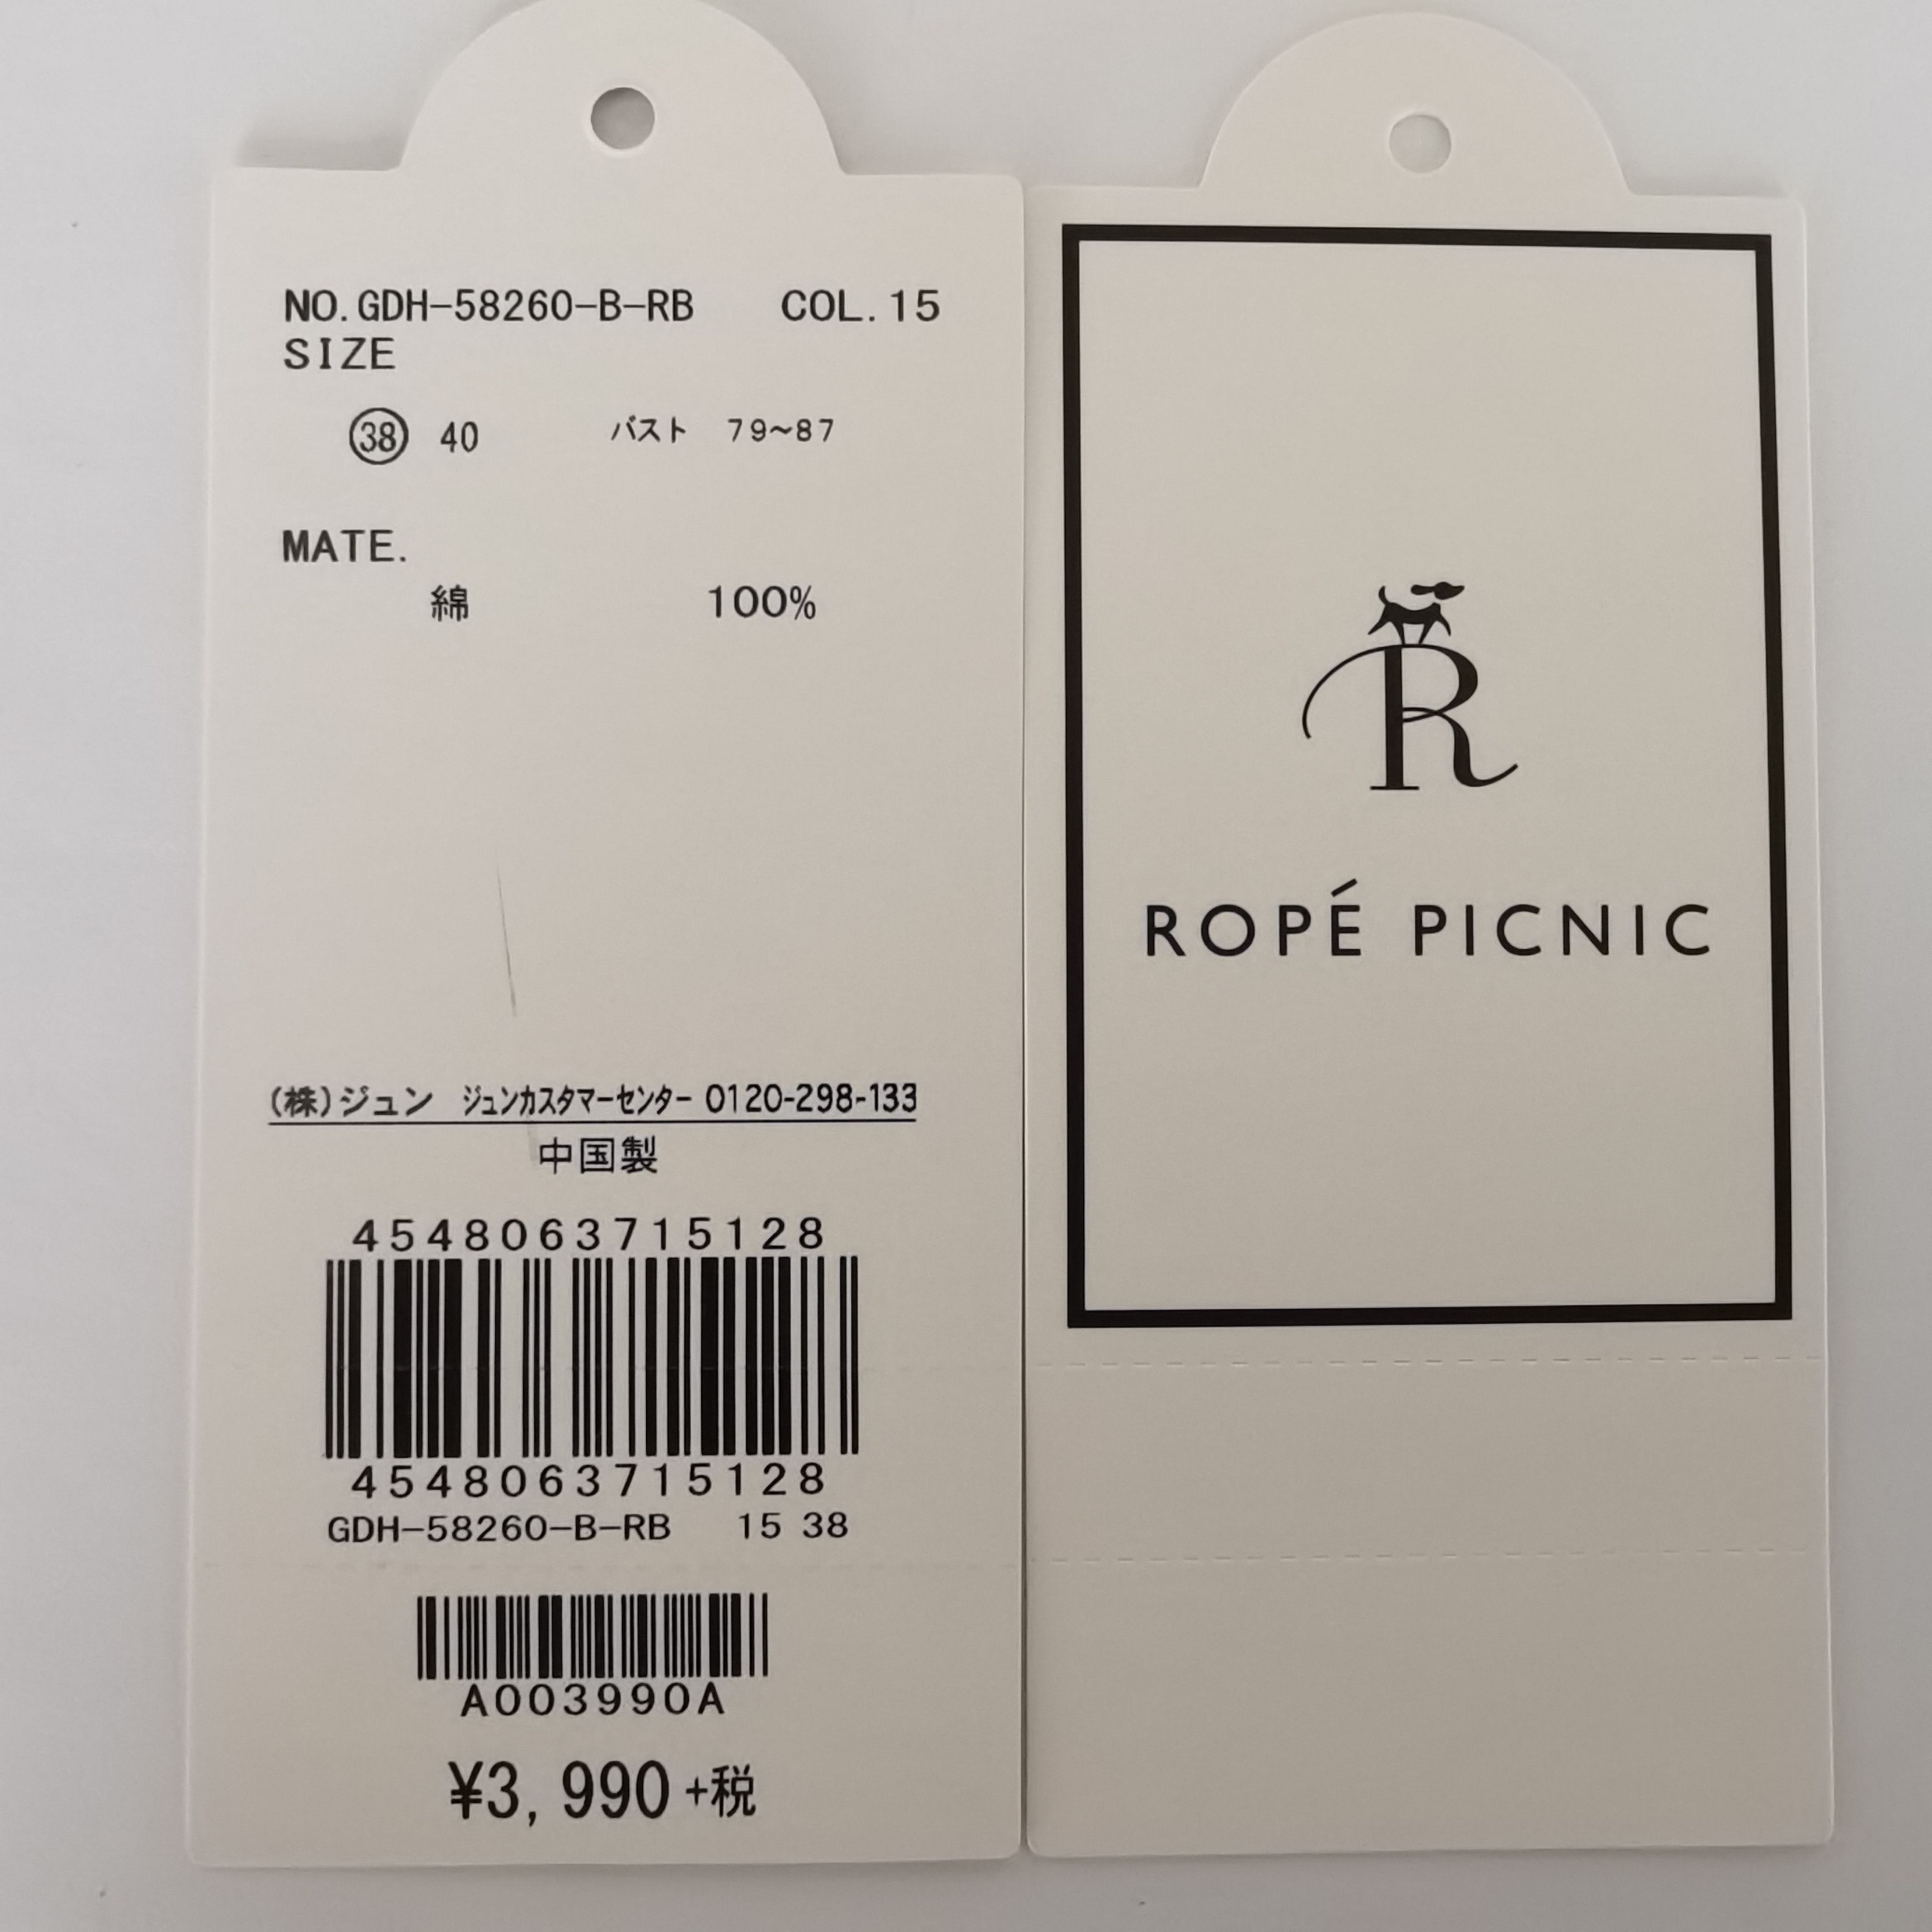 NO.GDH-58260-B-RB COL.15
SIZE
38 40 バスト 79~87
MATE.
綿 100%
(株)ジュン ジュンカスタマーセンター 0120-298-133
中国製
4548063715128
4548063715128
GDH-58260-B-RB 15 38
A003990A
¥3,990+税
R
ROPÉ PICNIC